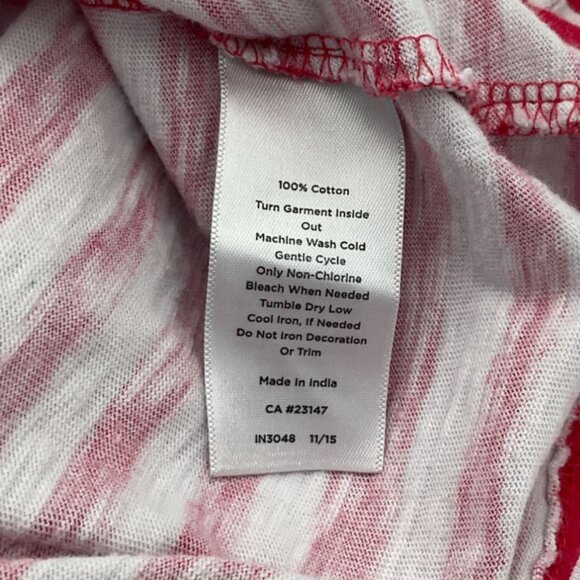 100% Cotton
Turn Garment Inside
Out
Machine Wash Cold
Gentle Cycle
Only Non-Chlorine
Bleach When Needed
Tumble Dry Low
Cool Iron, If Needed
Do Not Iron Decoration
Or Trim
Made In India
CA #23147
IN3048 11/15